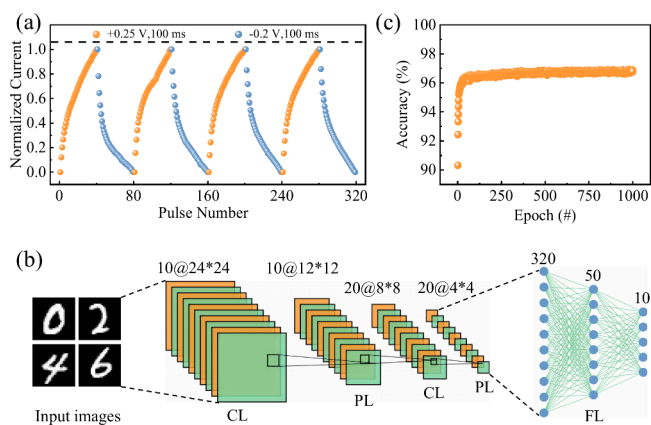 (a)
+0.25 V,100 ms
-0.2 V,100 ms
Normalized Current
1.0
0.8
0.6
0.4
0.2
0.0
0
80
160
240
320
Pulse Number
(c)
Accuracy (%)
98
96
94
92
90
0
250
500
750
1000
Epoch (#)
(b)
10@24*24
10@12*12
20@8*8
20@4*4
320
50
10
0 2
4 6
Input images
CL
PL
CL
PL
FL